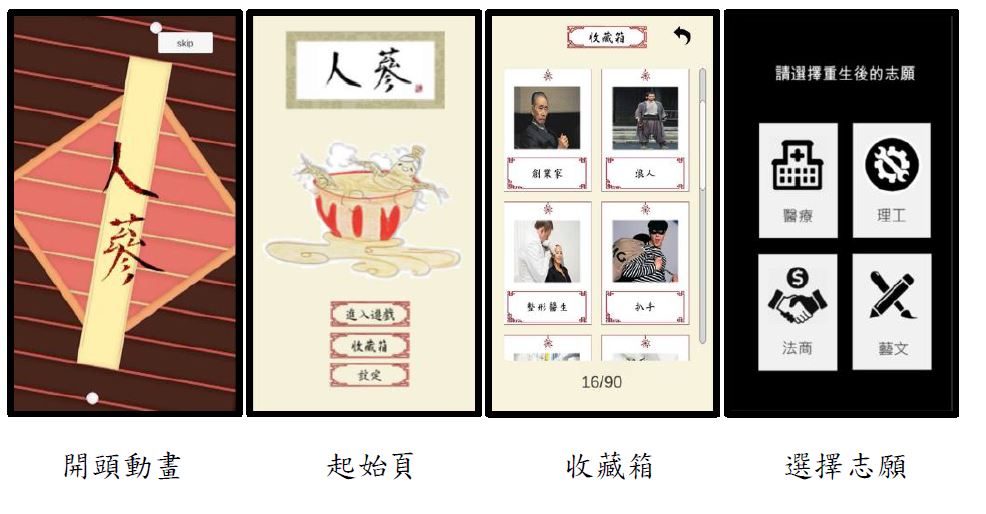 skip
人
蔘
人蔘
進入遊戲
收藏箱
設定
收藏箱
創業家
浪人
整形醫生
扒手
16/90
請選擇重生後的志願
醫療
理工
法商
藝文
開頭動畫
起始頁
收藏箱
選擇志願